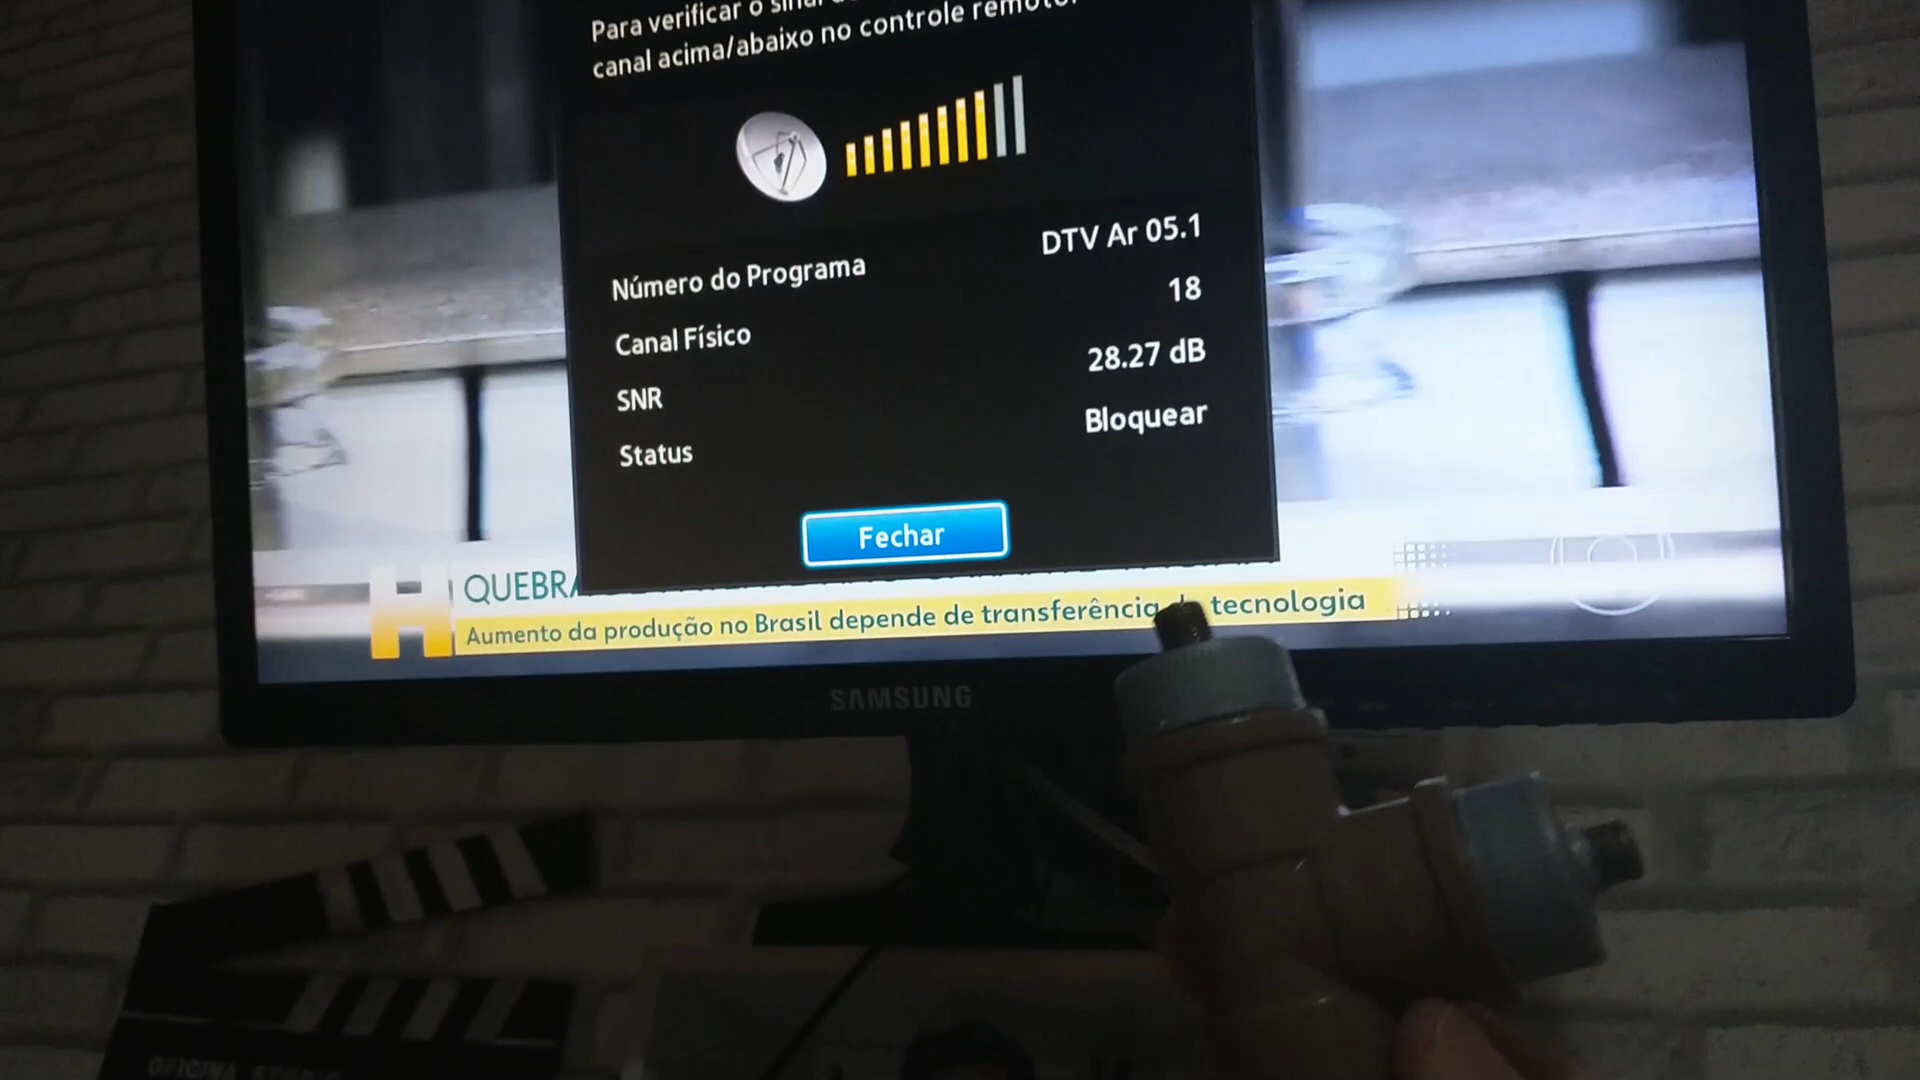 Para verificar o
canal acima/abaixo no controle remoto.
Número do Programa DTV Ar 05.1
Canal Físico 18
SNR 28.27 dB
Status Bloquear
Fechar
H QUEBRA
Aumento da produção no Brasil depende de transferência tecnologia
SAMSUNG